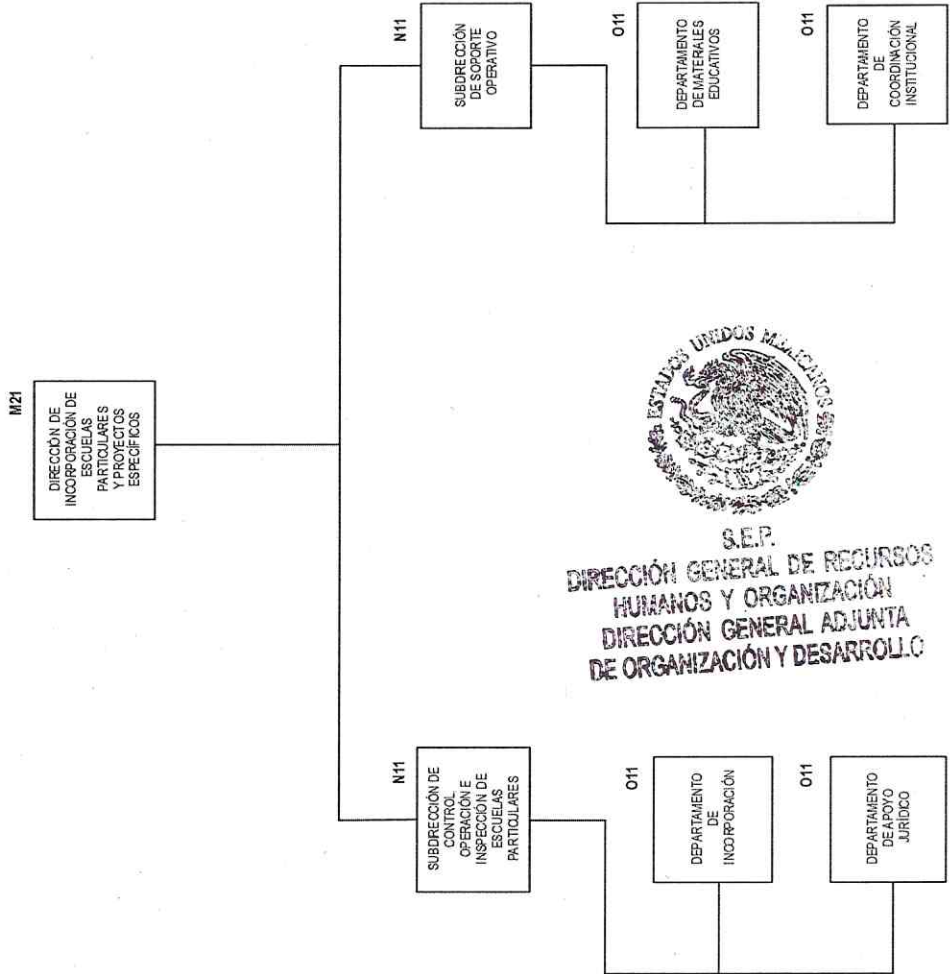 M21
DIRECCIÓN DE
INCORPORACIÓN DE
ESCUELAS
PARTICULARES
Y PROYECTOS
ESPECÍFICOS
N11
SUBDIRECCIÓN DE
CONTROL,
OPERACIÓN E
INSPECCIÓN DE
ESCUELAS
PARTICULARES
O11
DEPARTAMENTO
DE
INCORPORACIÓN
O11
DEPARTAMENTO
DE APOYO
JURÍDICO
N11
SUBDIRECCIÓN
DE SOPORTE
OPERATIVO
O11
DEPARTAMENTO
DE MATERIALES
EDUCATIVOS
O11
DEPARTAMENTO
DE
COORDINACIÓN
INSTITUCIONAL
ESTADOS UNIDOS MEXICANOS
S.E.P.
DIRECCIÓN GENERAL DE RECURSOS
HUMANOS Y ORGANIZACIÓN
DIRECCIÓN GENERAL ADJUNTA
DE ORGANIZACIÓN Y DESARROLLO